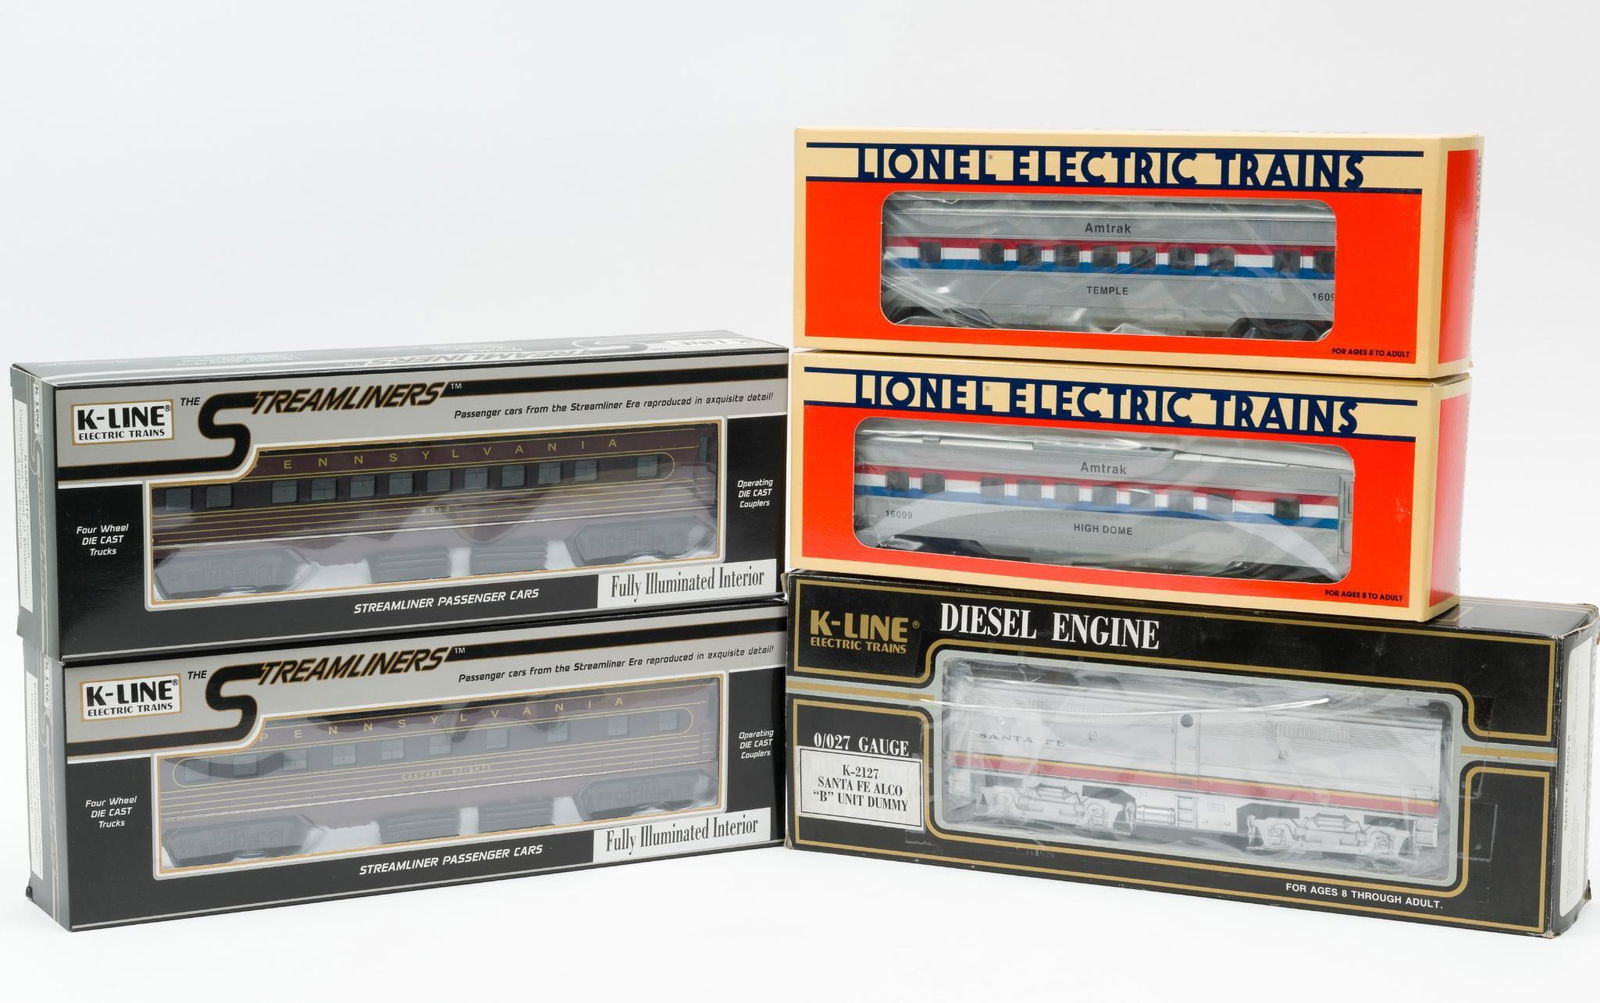 K-LINE®
ELECTRIC TRAINS
THE STREAMLINERS™
Passenger cars from the Streamliner Era reproduced in exquisite detail!
PENNSYLVANIA
Four Wheel
DIE CAST
Trucks
Operating
DIE CAST
Couplers
STREAMLINER PASSENGER CARS
Fully Illuminated Interior
K-LINE®
ELECTRIC TRAINS
THE STREAMLINERS™
Passenger cars from the Streamliner Era reproduced in exquisite detail!
PENNSYLVANIA
CASCADE HEIGHTS
Four Wheel
DIE CAST
Trucks
Operating
DIE CAST
Couplers
STREAMLINER PASSENGER CARS
Fully Illuminated Interior
LIONEL® ELECTRIC TRAINS
Amtrak
TEMPLE
1609
FOR AGES 8 TO ADULT
LIONEL® ELECTRIC TRAINS
Amtrak
16099
HIGH DOME
FOR AGES 8 TO ADULT
K-LINE®
ELECTRIC TRAINS
DIESEL ENGINE
SANTA FE
0/027 GAUGE
K-2127
SANTA FE ALCO
"B" UNIT DUMMY
FOR AGES 8 THROUGH ADULT.